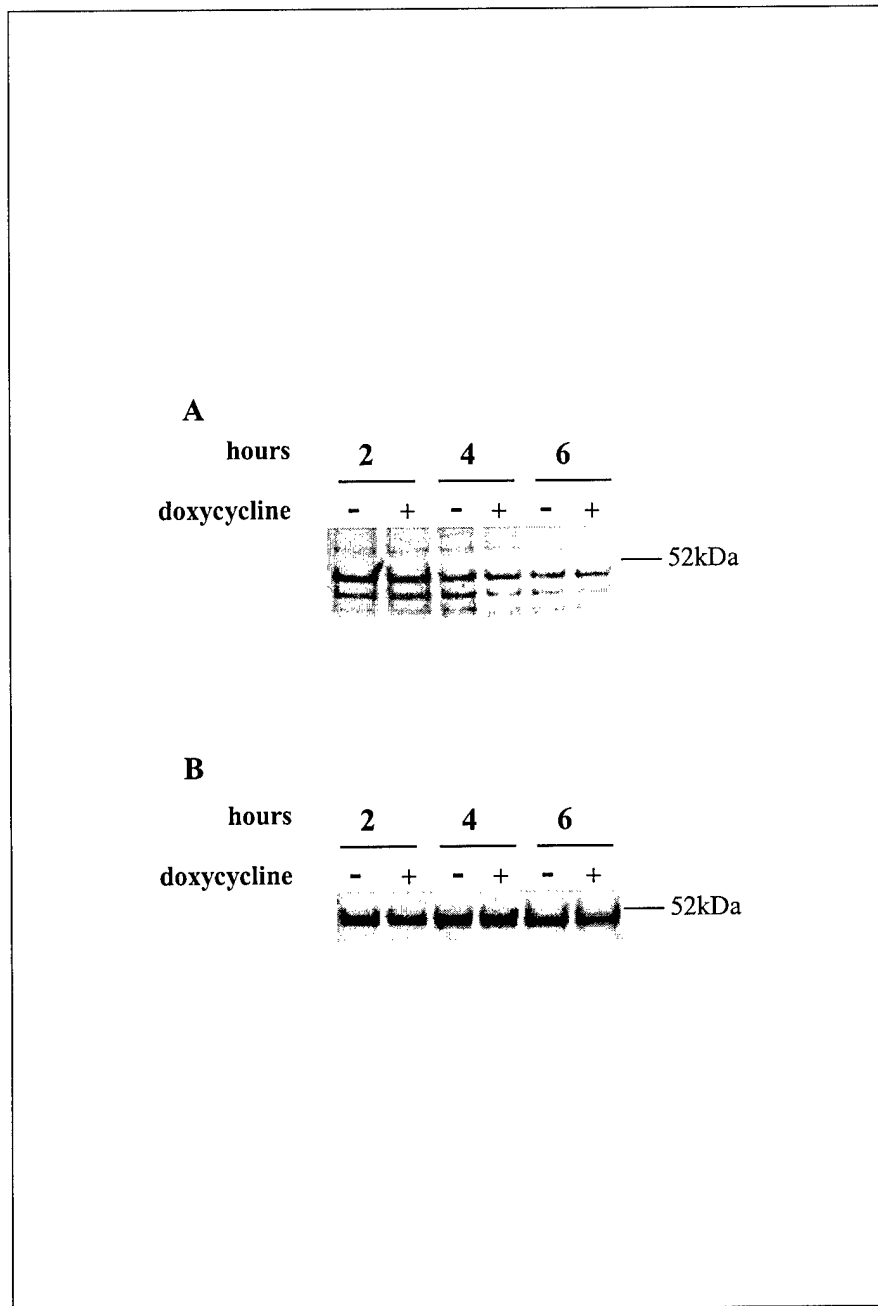 A
hours 2 4 6
doxycycline - + - + - +
52kDa
B
hours 2 4 6
doxycycline - + - + - +
52kDa